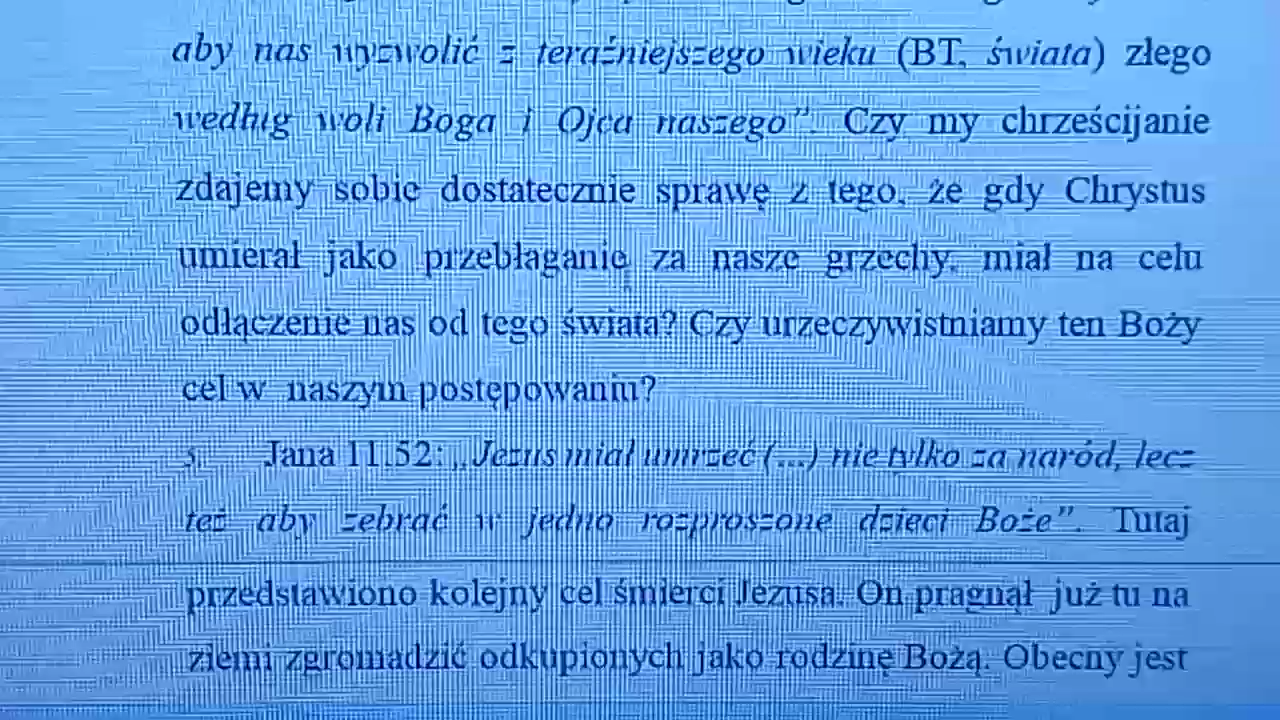 aby nas wyzwolić z teraźniejszego wieku (BT, świata) złego
według woli Boga i Ojca naszego”. Czy my chrześcijanie
zdajemy sobie dostatecznie sprawę z tego, że gdy Chrystus
umierał jako przebłaganie za nasze grzechy, miał na celu
odłączenie nas od tego świata? Czy urzeczywistniamy ten Boży
cel w naszym postępowaniu?
5. Jana 11.52: „Jezus miał umrzeć (...) nie tylko za naród, lecz
też aby zebrać w jedno rozproszone dzieci Boże”. Tutaj
przedstawiono kolejny cel śmierci Jezusa. On pragnął już tu na
ziemi zgromadzić odkupionych jako rodzinę Bożą. Obecny jest